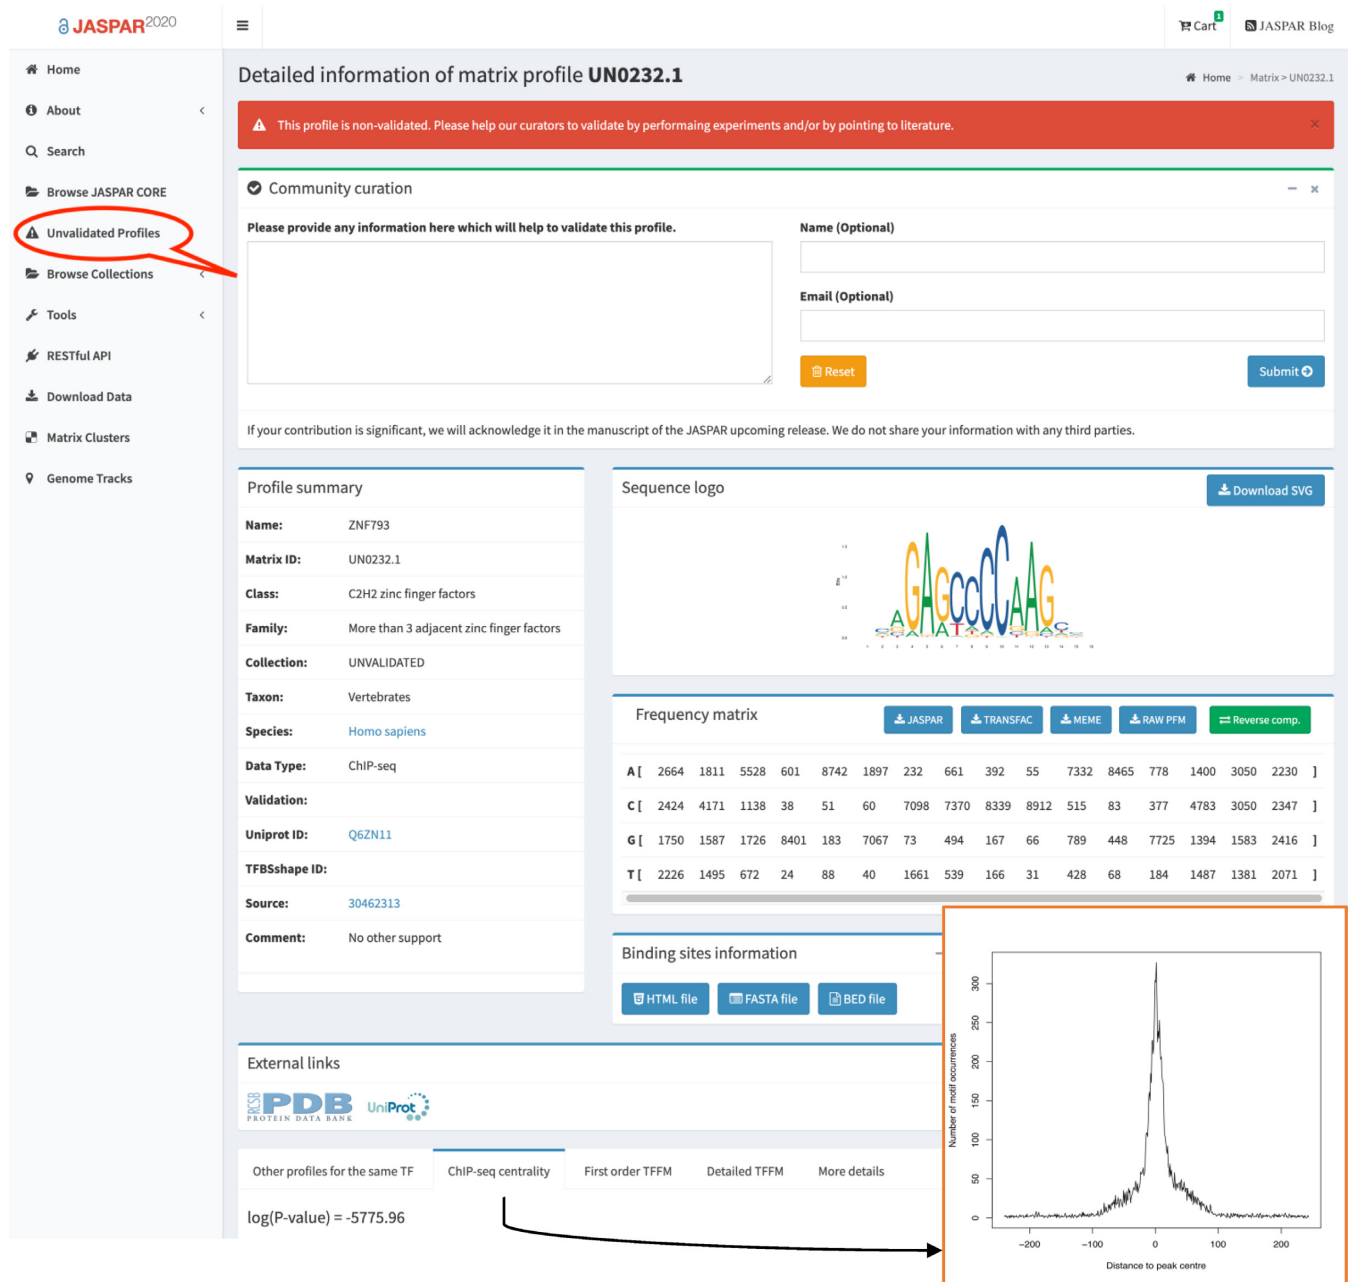 JASPAR2020
Cart 1
JASPAR Blog
Home
About
Search
Browse JASPAR CORE
Unvalidated Profiles
Browse Collections
Tools
RESTful API
Download Data
Matrix Clusters
Genome Tracks
Detailed information of matrix profile UN0232.1
Home > Matrix > UN0232.1
This profile is non-validated. Please help our curators to validate by performaing experiments and/or by pointing to literature.
Community curation
Please provide any information here which will help to validate this profile.
Name (Optional)
Email (Optional)
Reset
Submit
If your contribution is significant, we will acknowledge it in the manuscript of the JASPAR upcoming release. We do not share your information with any third parties.
Profile summary
Name: ZNF793
Matrix ID: UN0232.1
Class: C2H2 zinc finger factors
Family: More than 3 adjacent zinc finger factors
Collection: UNVALIDATED
Taxon: Vertebrates
Species: Homo sapiens
Data Type: ChIP-seq
Validation:
Uniprot ID: Q6ZN11
TFBSshape ID:
Source: 30462313
Comment: No other support
Sequence logo
Download SVG
Frequency matrix
JASPAR
TRANSFAC
MEME
RAW PFM
Reverse comp.
A [ 2664 1811 5528 601 8742 1897 232 661 392 55 7332 8465 778 1400 3050 2230 ]
C [ 2424 4171 1138 38 51 60 7098 7370 8339 8912 515 83 377 4783 3050 2347 ]
G [ 1750 1587 1726 8401 183 7067 73 494 167 66 789 448 7725 1394 1583 2416 ]
T [ 2226 1495 672 24 88 40 1661 539 166 31 428 68 184 1487 1381 2071 ]
Binding sites information
HTML file
FASTA file
BED file
External links
RCSB PDB
PROTEIN DATA BANK
UniProt
Other profiles for the same TF
ChIP-seq centrality
First order TFFM
Detailed TFFM
More details
log(P-value) = -5775.96
Number of motif occurrences
300
250
200
150
100
50
0
-200 -100 0 100 200
Distance to peak centre